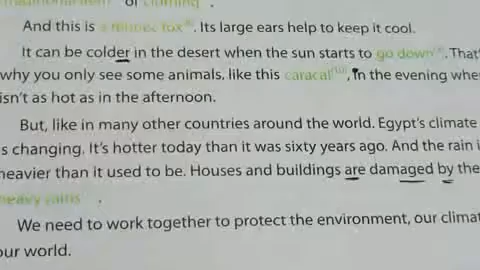 of clothing
And this is a fennec fox. Its large ears help to keep it cool.
It can be colder in the desert when the sun starts to go down. That'
why you only see some animals, like this caracal, in the evening whe
isn't as hot as in the afternoon.
But, like in many other countries around the world. Egypt's climate
s changing. It's hotter today than it was sixty years ago. And the rain i
heavier than it used to be. Houses and buildings are damaged by the
heavy rains .
We need to work together to protect the environment, our climat
our world.